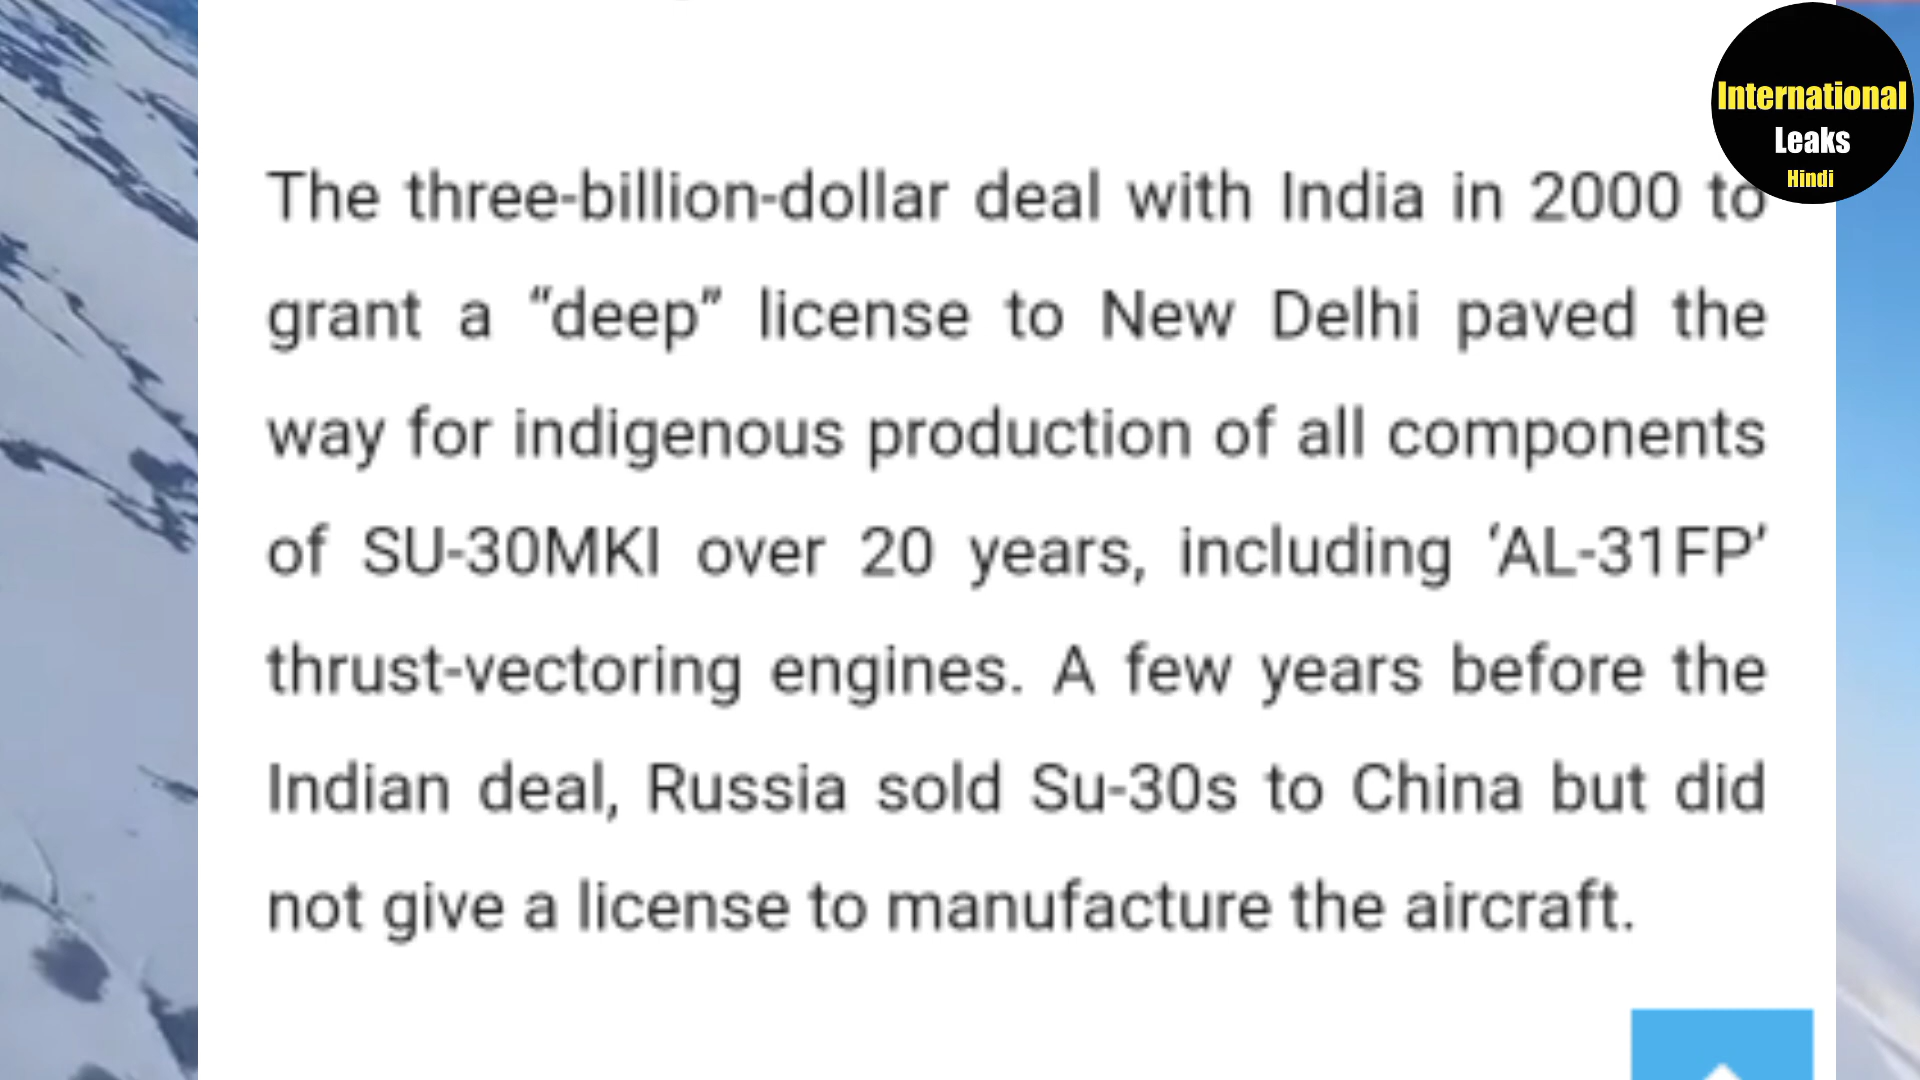 International
Leaks
Hindi
The three-billion-dollar deal with India in 2000 to
grant a “deep” license to New Delhi paved the
way for indigenous production of all components
of SU-30MKI over 20 years, including ‘AL-31FP’
thrust-vectoring engines. A few years before the
Indian deal, Russia sold Su-30s to China but did
not give a license to manufacture the aircraft.